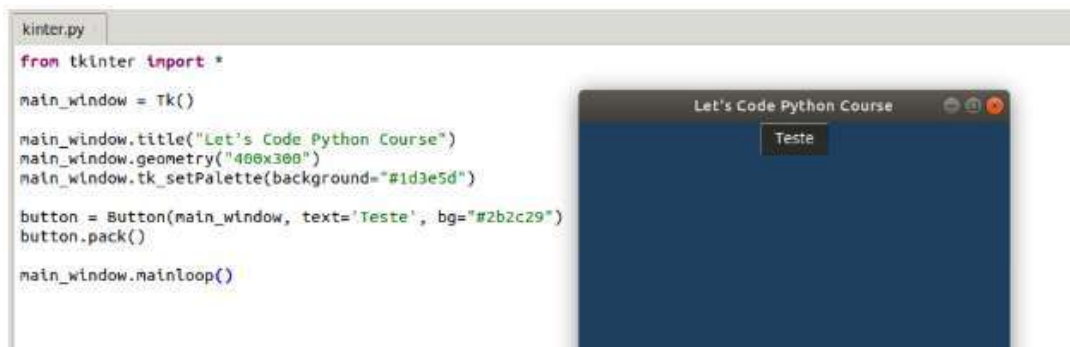 kinter.py
from tkinter import *
main_window = Tk()
main_window.title("Let's Code Python Course")
main_window.geometry("400x300")
main_window.tk_setPalette(background="#1d3e5d")
button = Button(main_window, text='Teste', bg="#2b2c29")
button.pack()
main_window.mainloop()
Let's Code Python Course
Teste